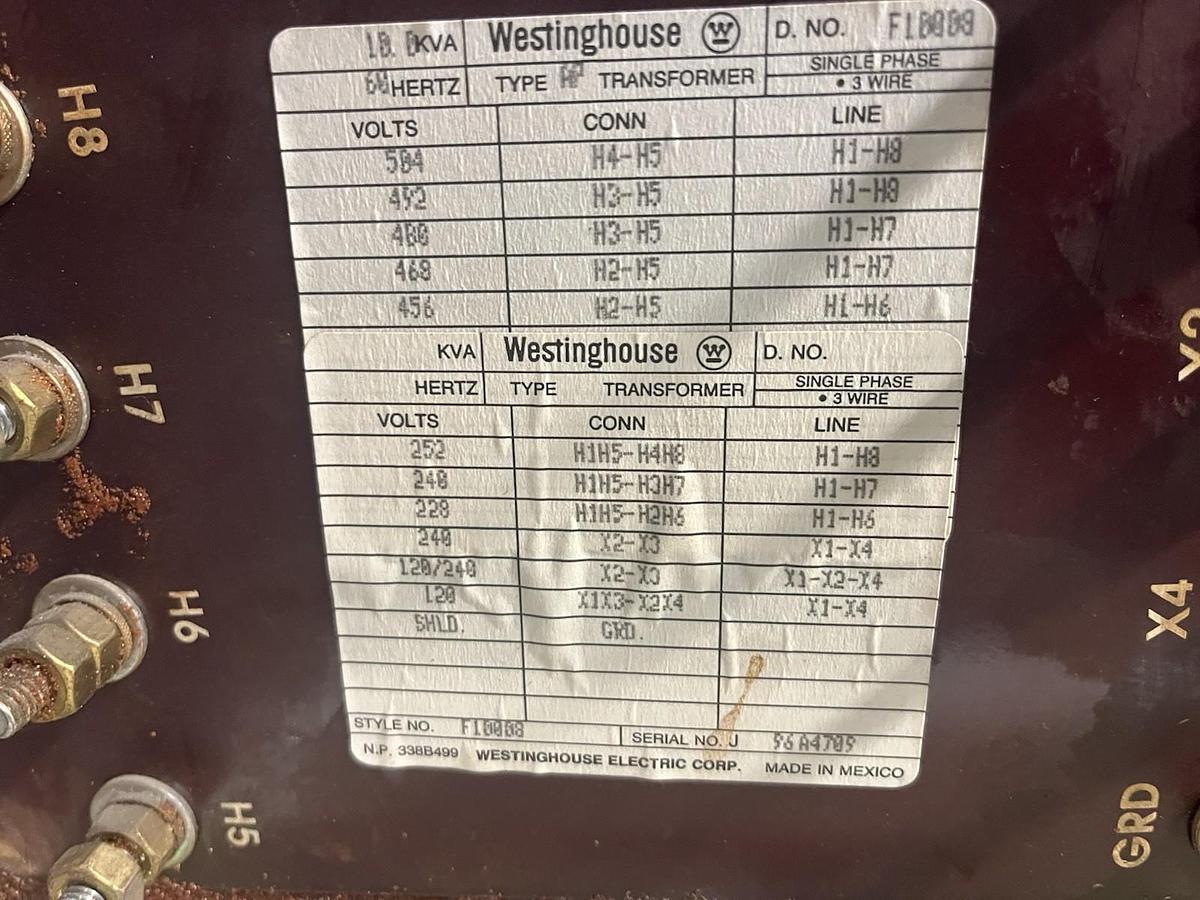 10.0 KVA Westinghouse W D. NO. F10008
60 HERTZ TYPE TRANSFORMER SINGLE PHASE
• 3 WIRE
VOLTS CONN LINE
504 H4-H5 H1-H8
492 H3-H5 H1-H8
480 H3-H5 H1-H7
468 H2-H5 H1-H7
456 H2-H5 H1-H6
KVA Westinghouse W D. NO.
HERTZ TYPE TRANSFORMER SINGLE PHASE
• 3 WIRE
VOLTS CONN LINE
252 H1H5-H4H8 H1-H8
240 H1H5-H3H7 H1-H7
228 H1H5-H2H6 H1-H6
240 X2-X3 X1-X4
120/240 X2-X3 X1-X2-X4
120 X1X3-X2X4 X1-X4
SHLD. GRD.
STYLE NO. F10008 SERIAL NO. J 96A4709
N.P. 338B499 WESTINGHOUSE ELECTRIC CORP. MADE IN MEXICO
H8
H7
H6
H5
X4
GRD